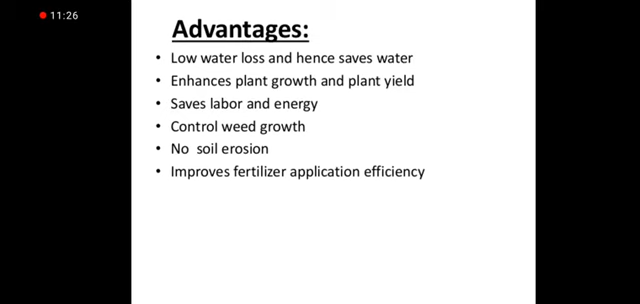 11:26
Advantages:
• Low water loss and hence saves water
• Enhances plant growth and plant yield
• Saves labor and energy
• Control weed growth
• No  soil erosion
• Improves fertilizer application efficiency